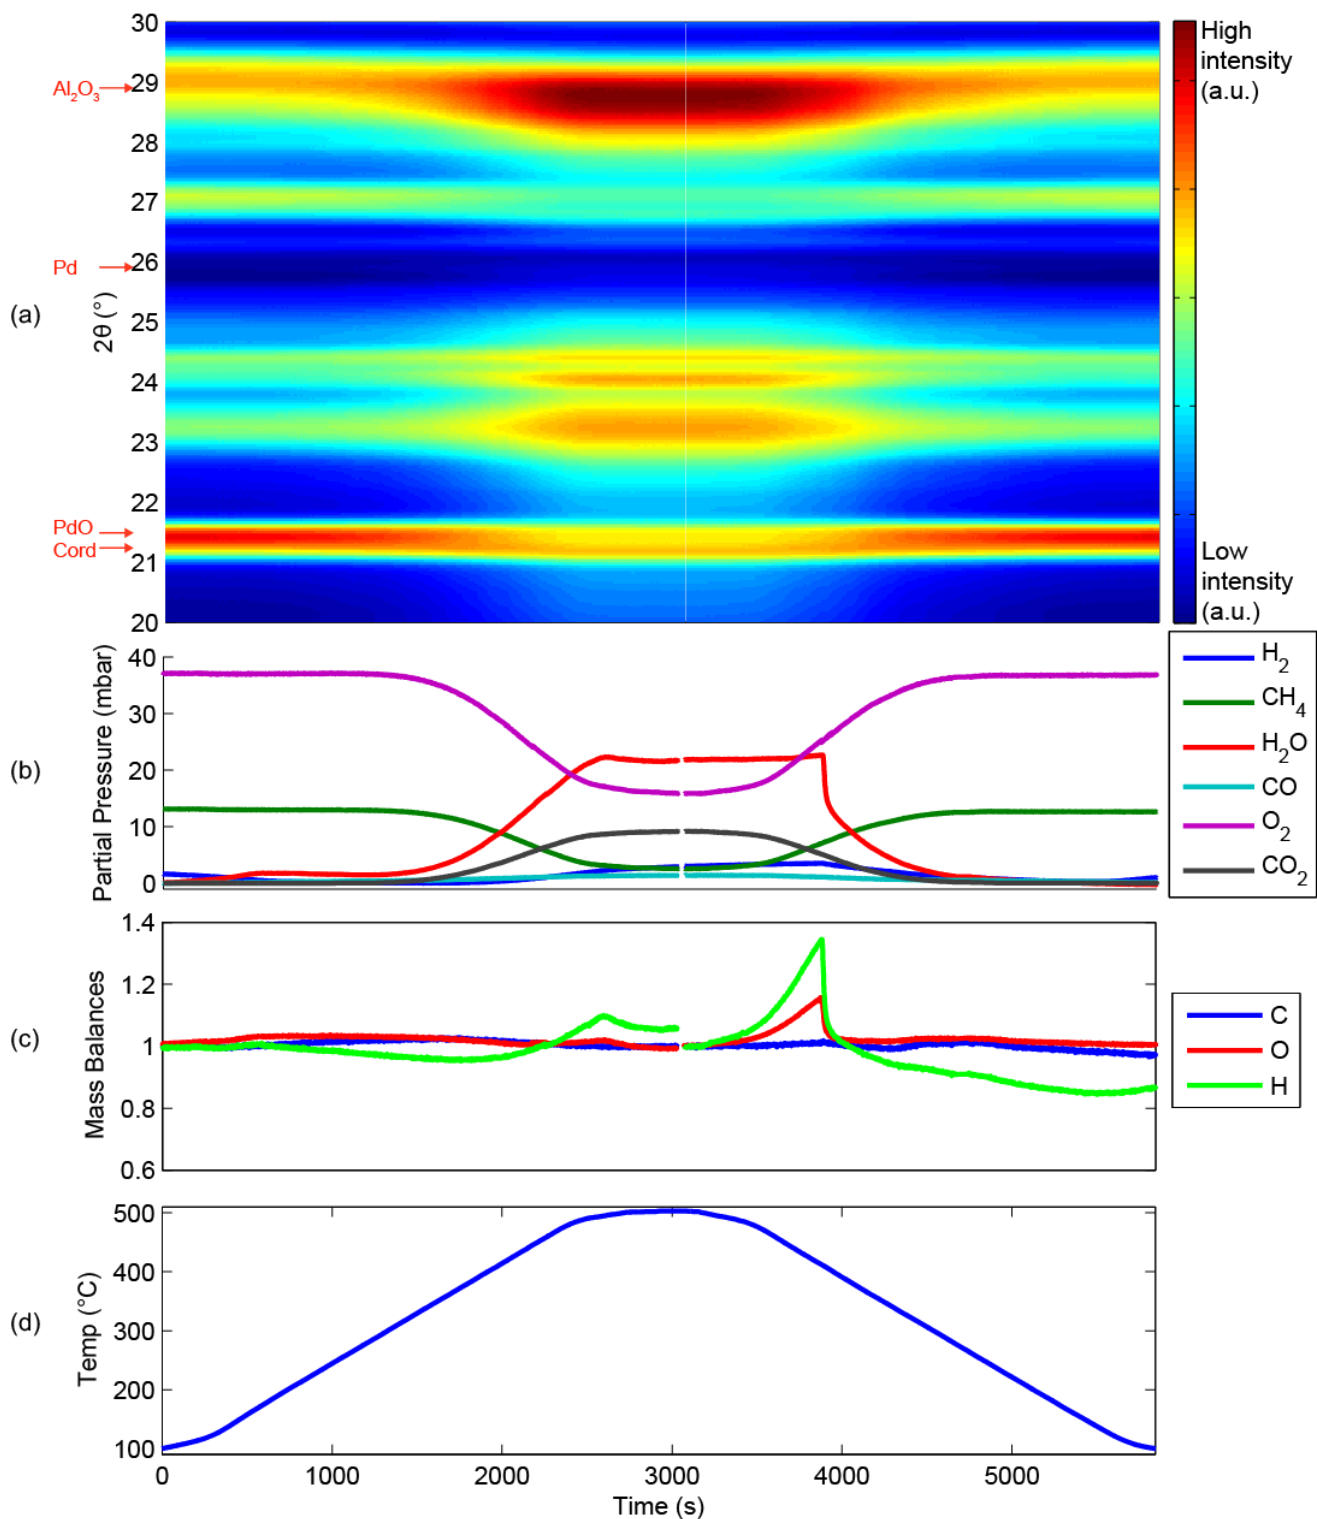 30
29
28
27
26
25
24
23
22
21
20
Al₂O₃
Pd
PdO
Cord
(a)
2θ (°)
High
intensity
(a.u.)
Low
intensity
(a.u.)
(b)
Partial Pressure (mbar)
40
30
20
10
0
H₂
CH₄
H₂O
CO
O₂
CO₂
(c)
Mass Balances
1.4
1.2
1
0.8
0.6
C
O
H
(d)
Temp (°C)
500
400
300
200
100
0 1000 2000 3000 4000 5000
Time (s)